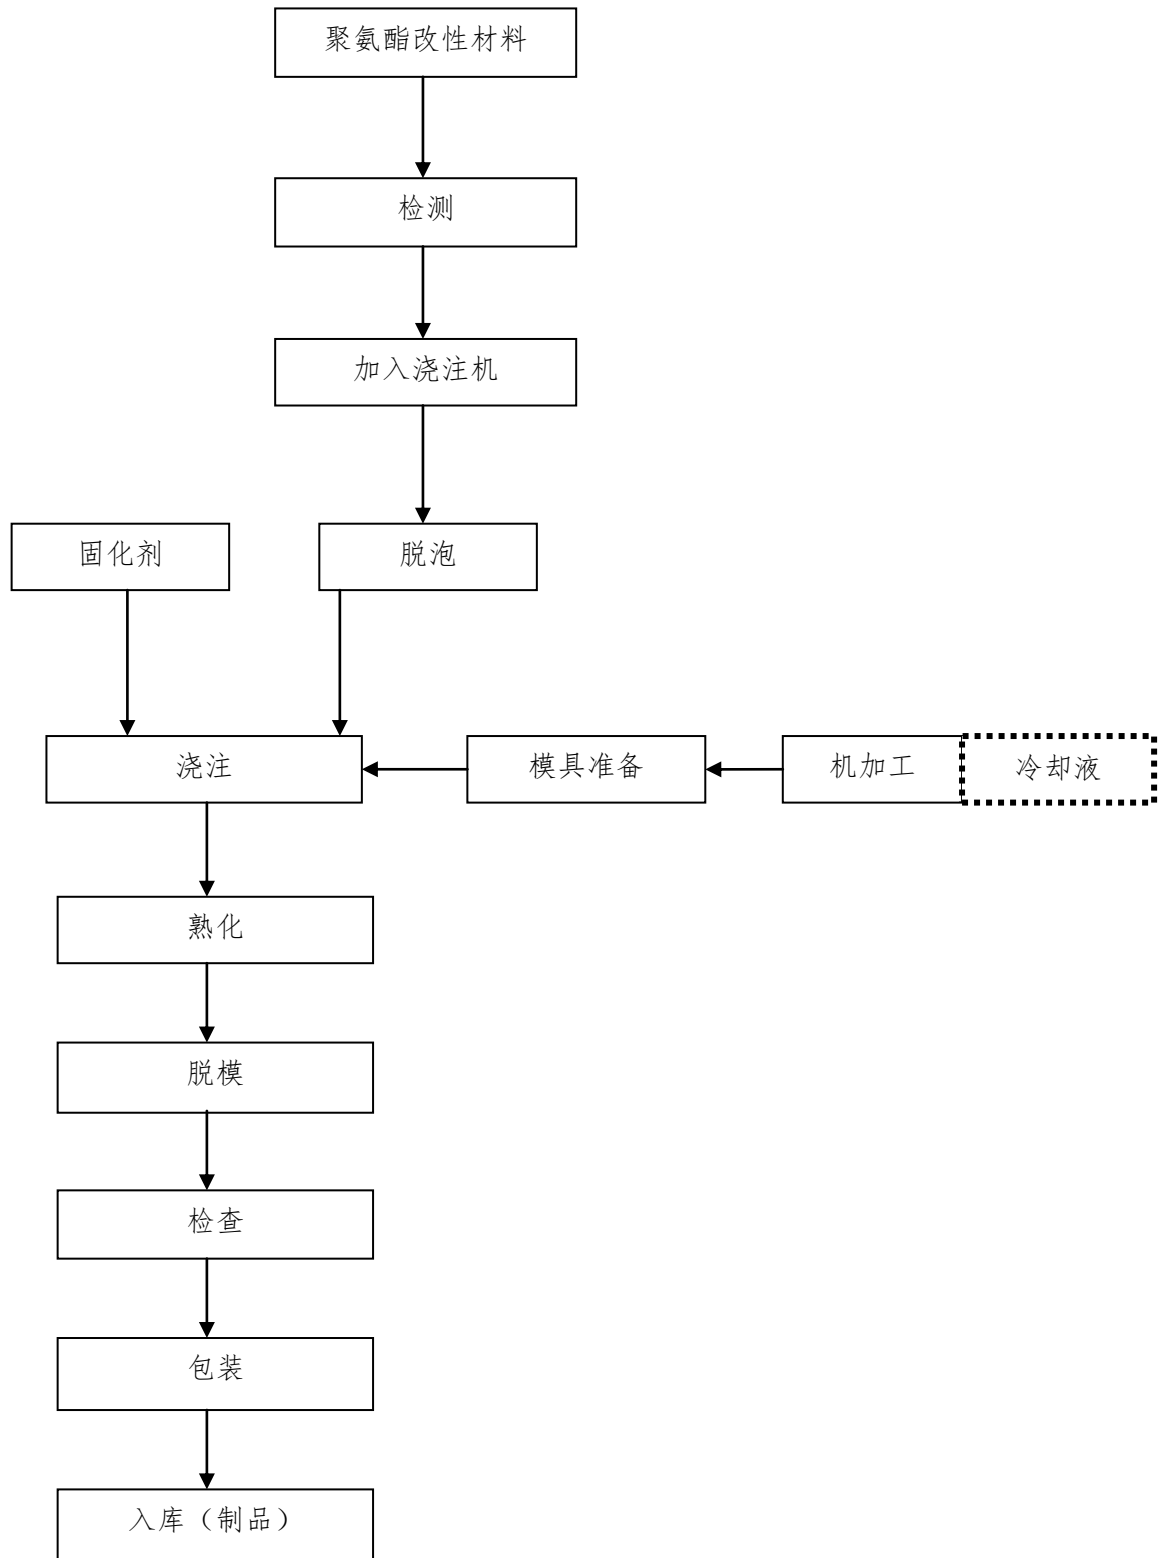 聚氨酯改性材料
检测
加入浇注机
固化剂
脱泡
浇注
模具准备
机加工
冷却液
熟化
脱模
检查
包装
入库（制品）